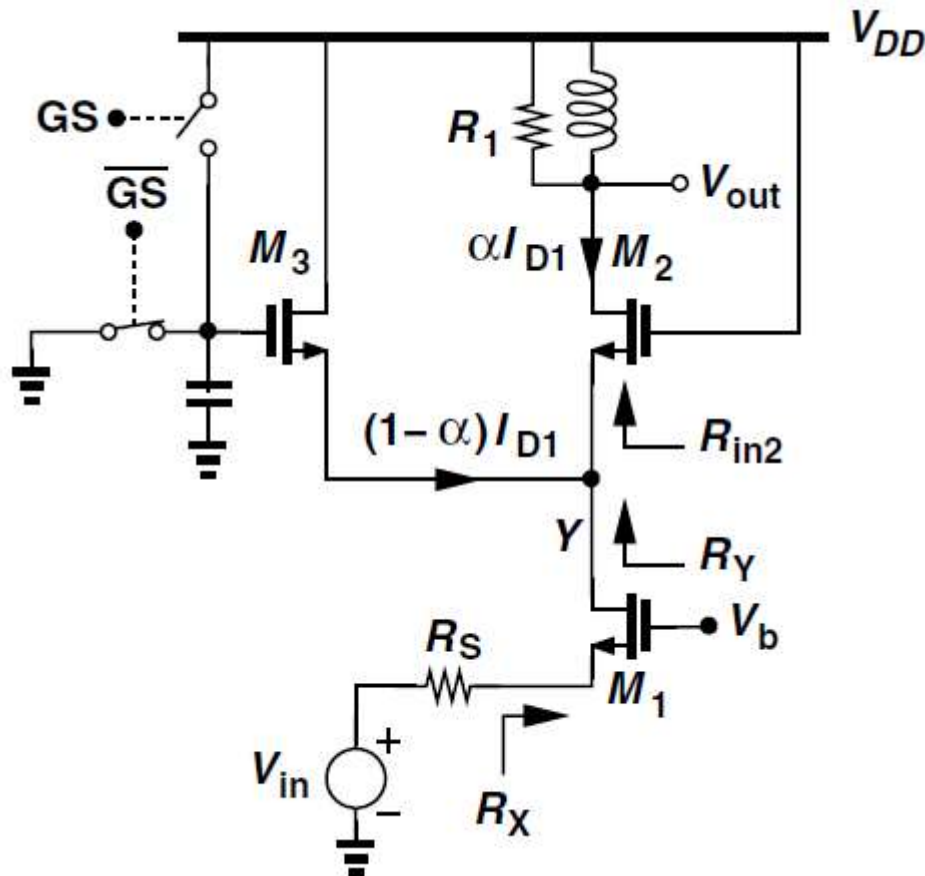 V_DD
GS
R_1
GS
V_out
M_3
αI_D1
M_2
(1−α)I_D1
R_in2
Y
R_Y
R_S
V_b
M_1
+
V_in
−
R_X